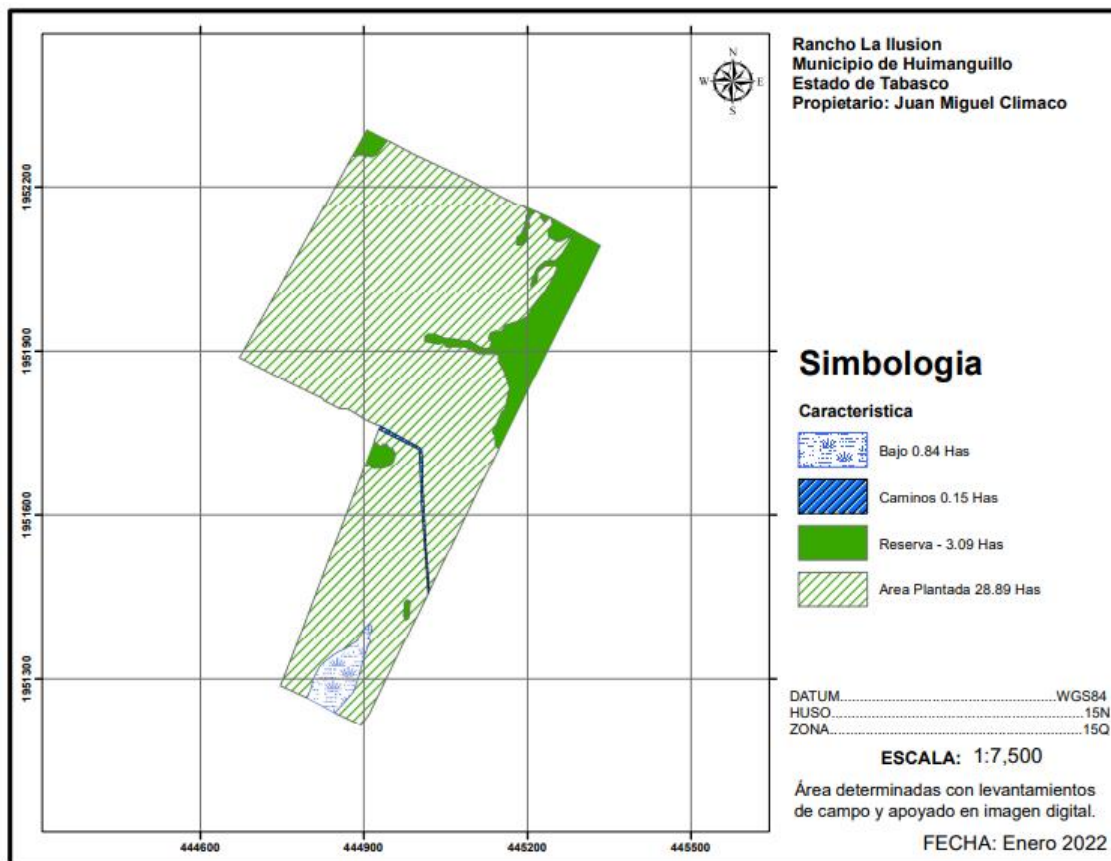 Rancho La Ilusion
Municipio de Huimanguillo
Estado de Tabasco
Propietario: Juan Miguel Climaco
N
W E
S
1952200
1951900
1951600
1951300
444600 444900 445200 445500
Simbologia
Caracteristica
Bajo 0.84 Has
Caminos 0.15 Has
Reserva - 3.09 Has
Area Plantada 28.89 Has
DATUM...........................................WGS84
HUSO..................................................15N
ZONA..................................................15Q
ESCALA: 1:7,500
Área determinadas con levantamientos
de campo y apoyado en imagen digital.
FECHA: Enero 2022